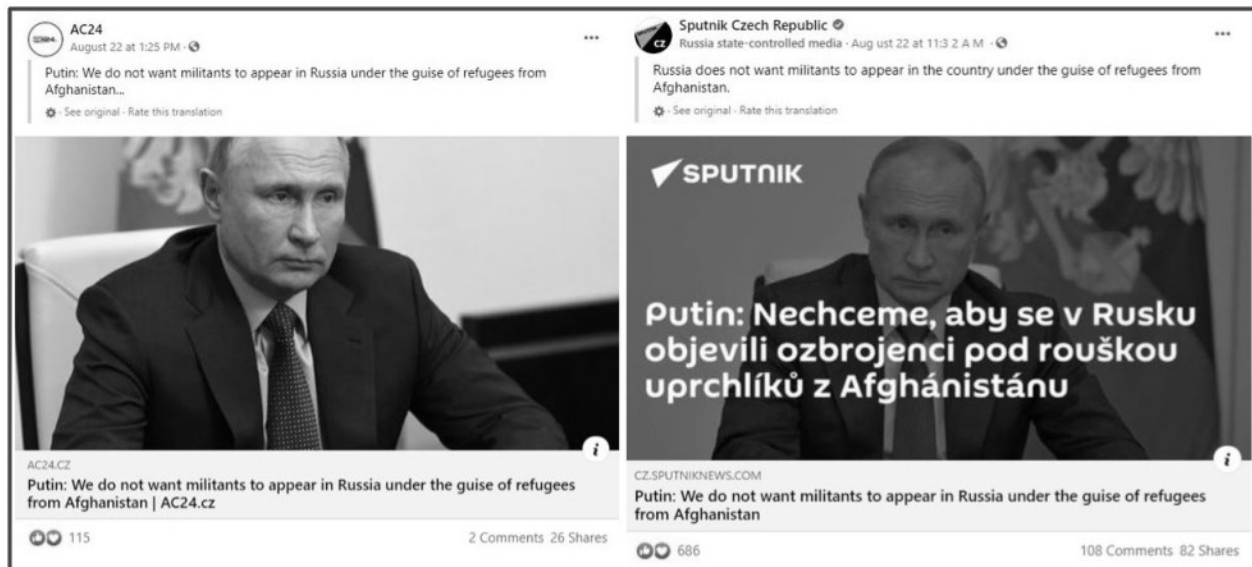 AC24
August 22 at 1:25 PM ·
Putin: We do not want militants to appear in Russia under the guise of refugees from
Afghanistan...
· See original · Rate this translation
AC24.CZ
Putin: We do not want militants to appear in Russia under the guise of refugees
from Afghanistan | AC24.cz
115
2 Comments 26 Shares
Sputnik Czech Republic
CZ
Russia state-controlled media · Aug ust 22 at 11:3 2 A M ·
Russia does not want militants to appear in the country under the guise of refugees from
Afghanistan.
· See original · Rate this translation
SPUTNIK
Putin: Nechceme, aby se v Rusku
objevili ozbrojenci pod rouškou
uprchlíků z Afghánistánu
CZ.SPUTNIKNEWS.COM
Putin: We do not want militants to appear in Russia under the guise of refugees
from Afghanistan
686
108 Comments 82 Shares